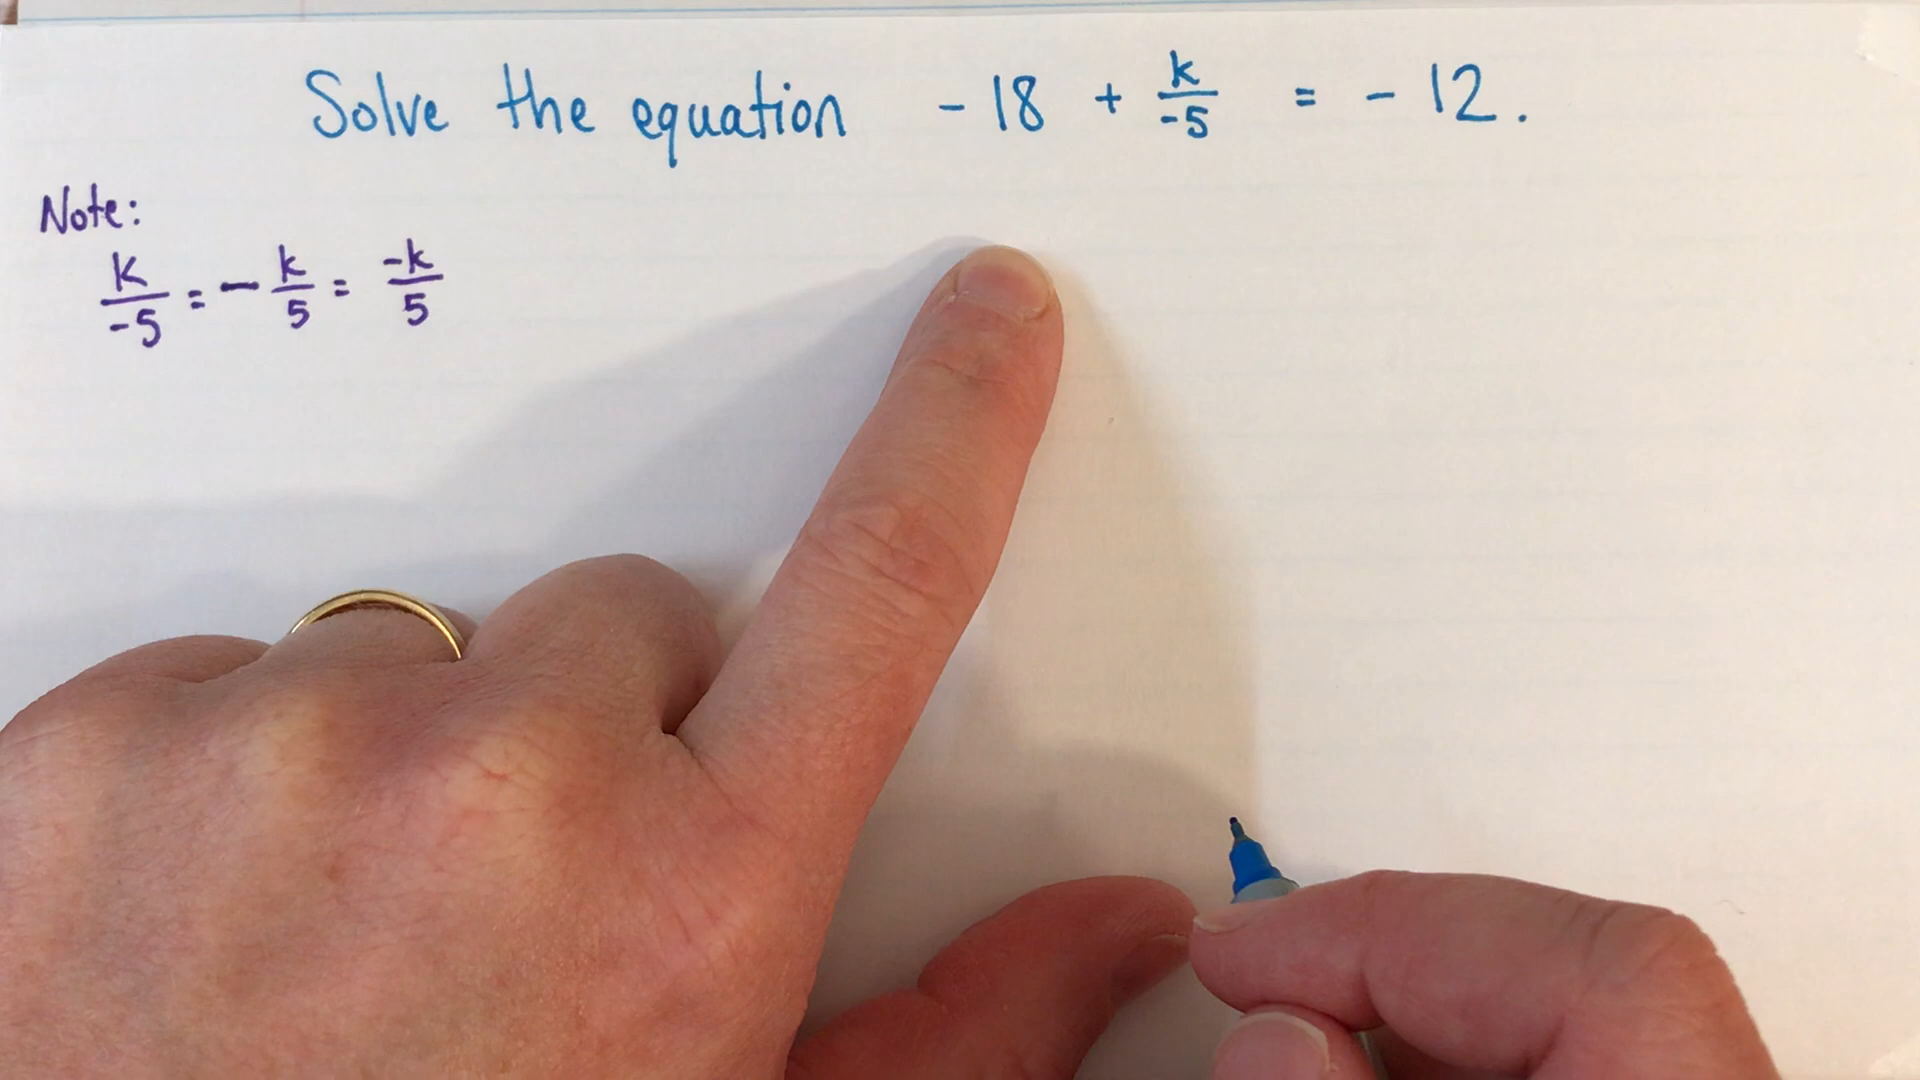 Solve the equation -18 + k/-5 = -12.
Note:
k/-5 = - k/5 = -k/5